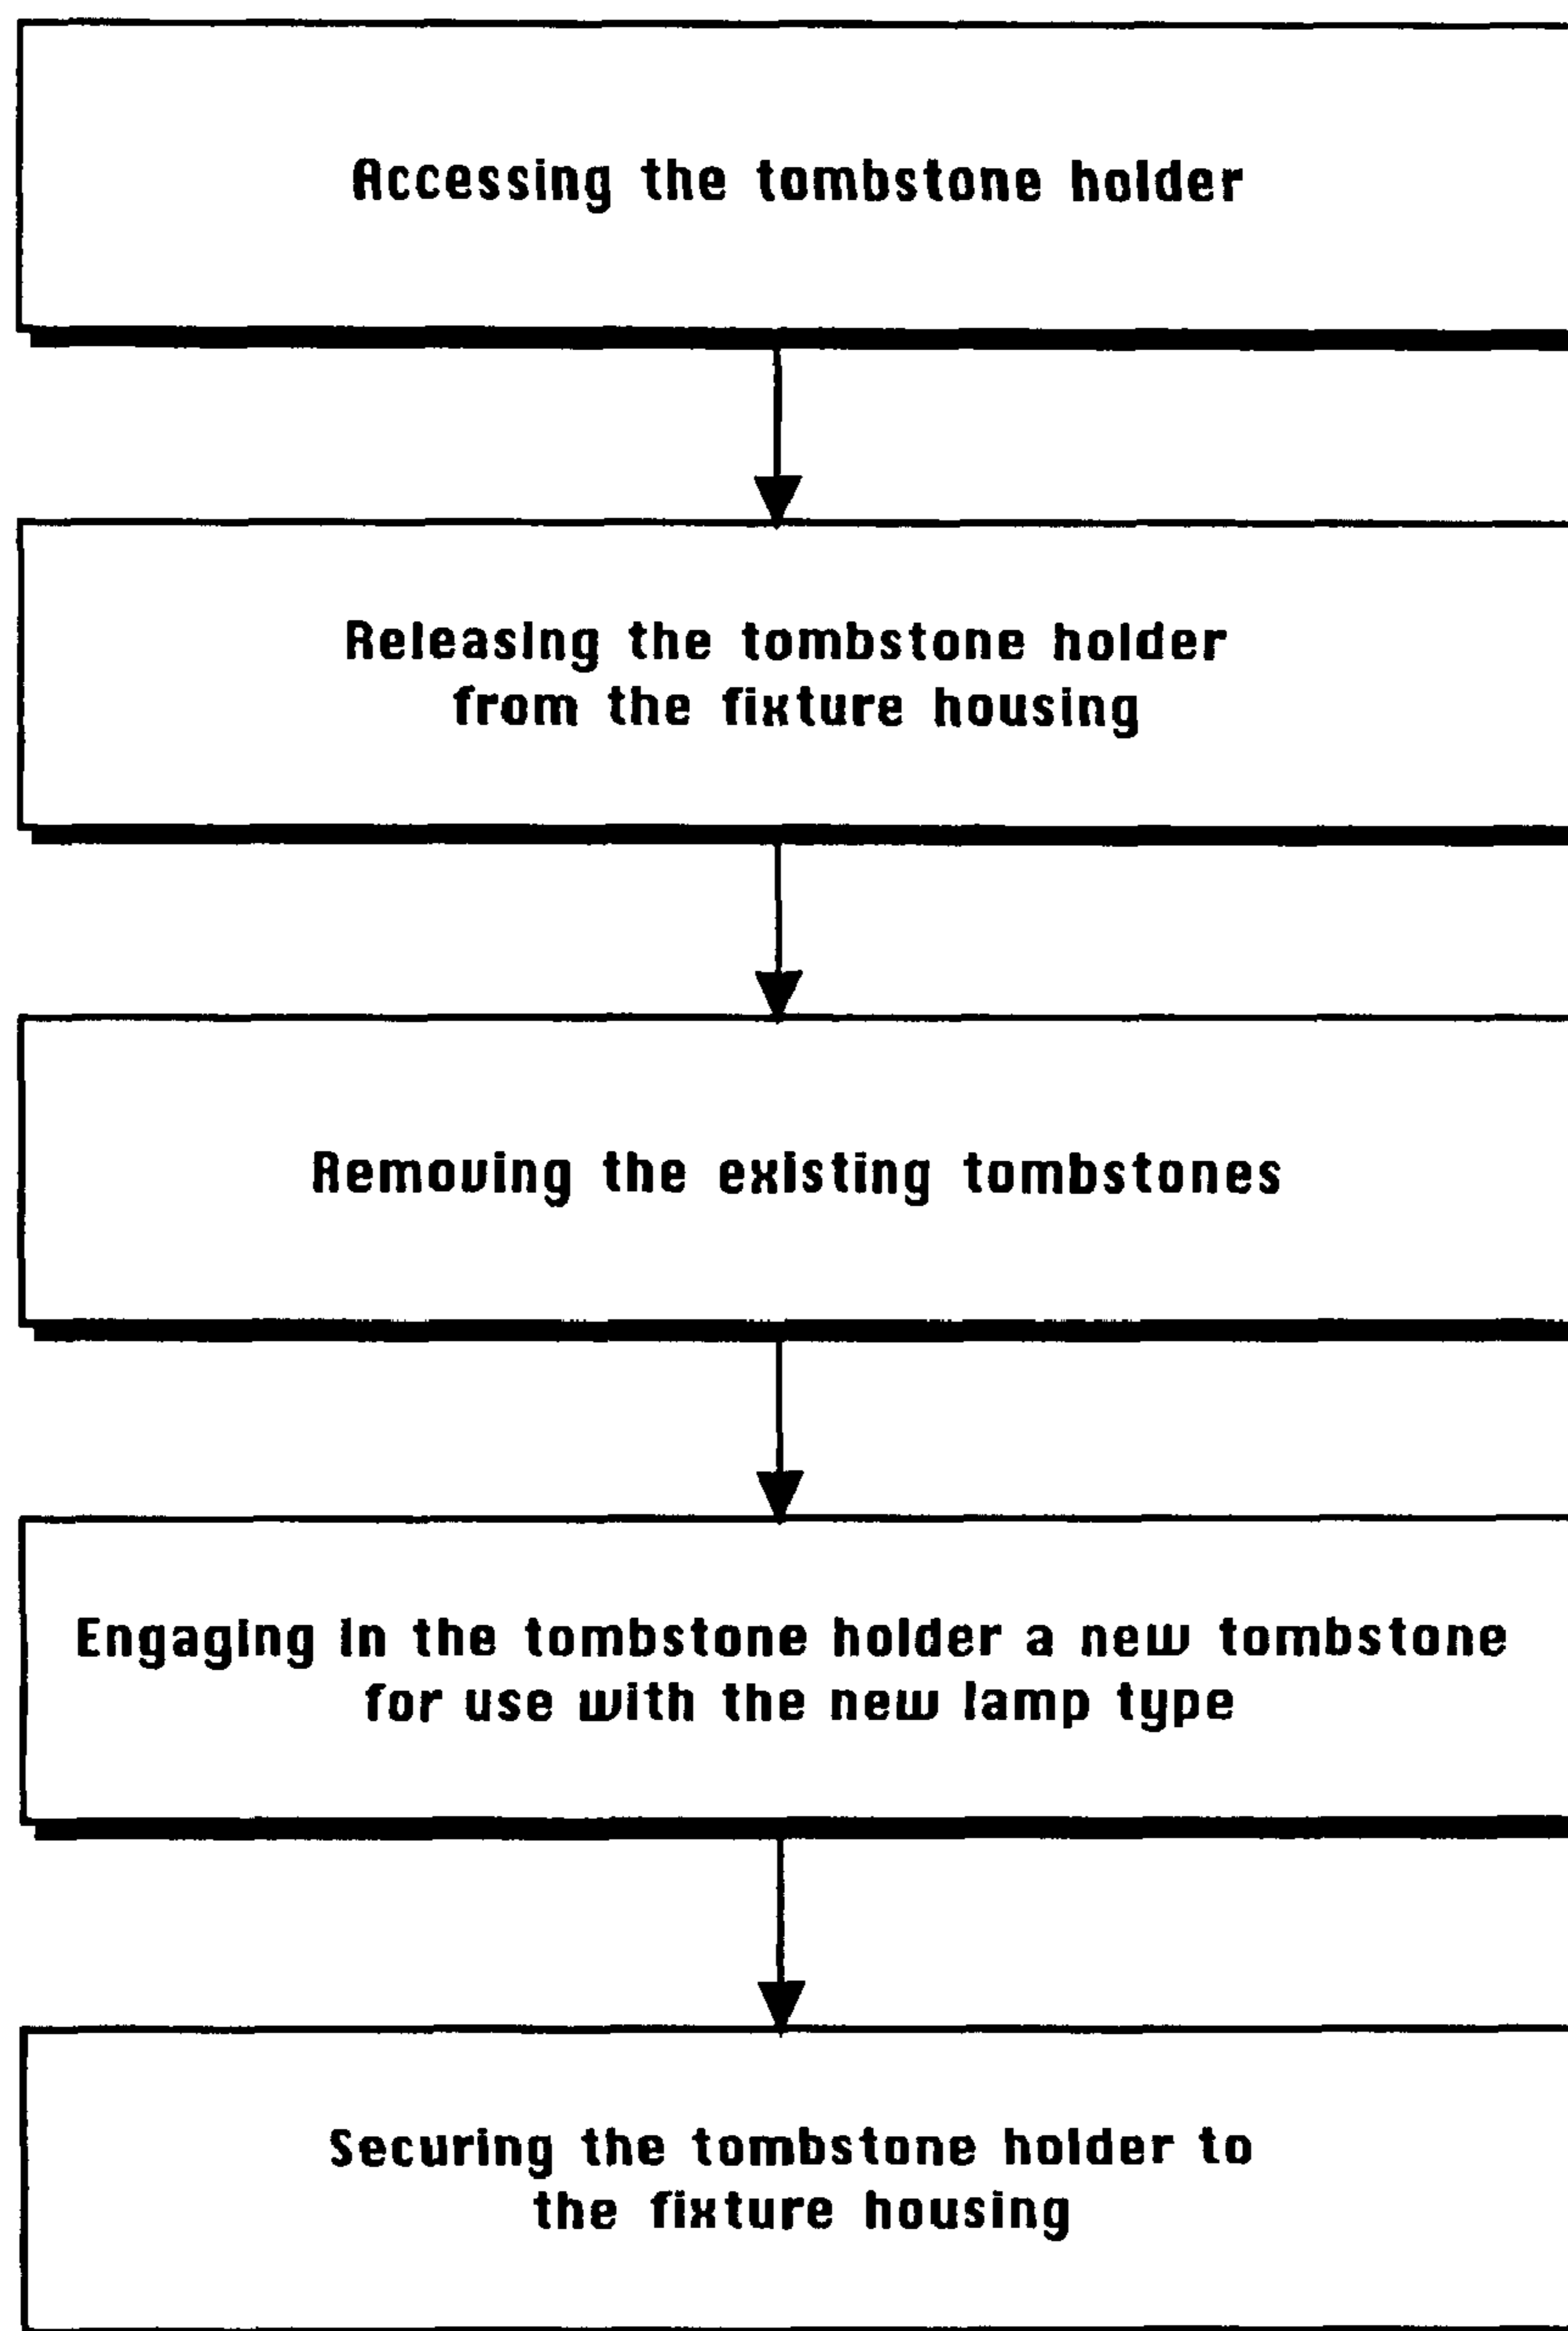 Accessing the tombstone holder
Releasing the tombstone holder
from the fixture housing
Removing the existing tombstones
Engaging in the tombstone holder a new tombstone
for use with the new lamp type
Securing the tombstone holder to
the fixture housing